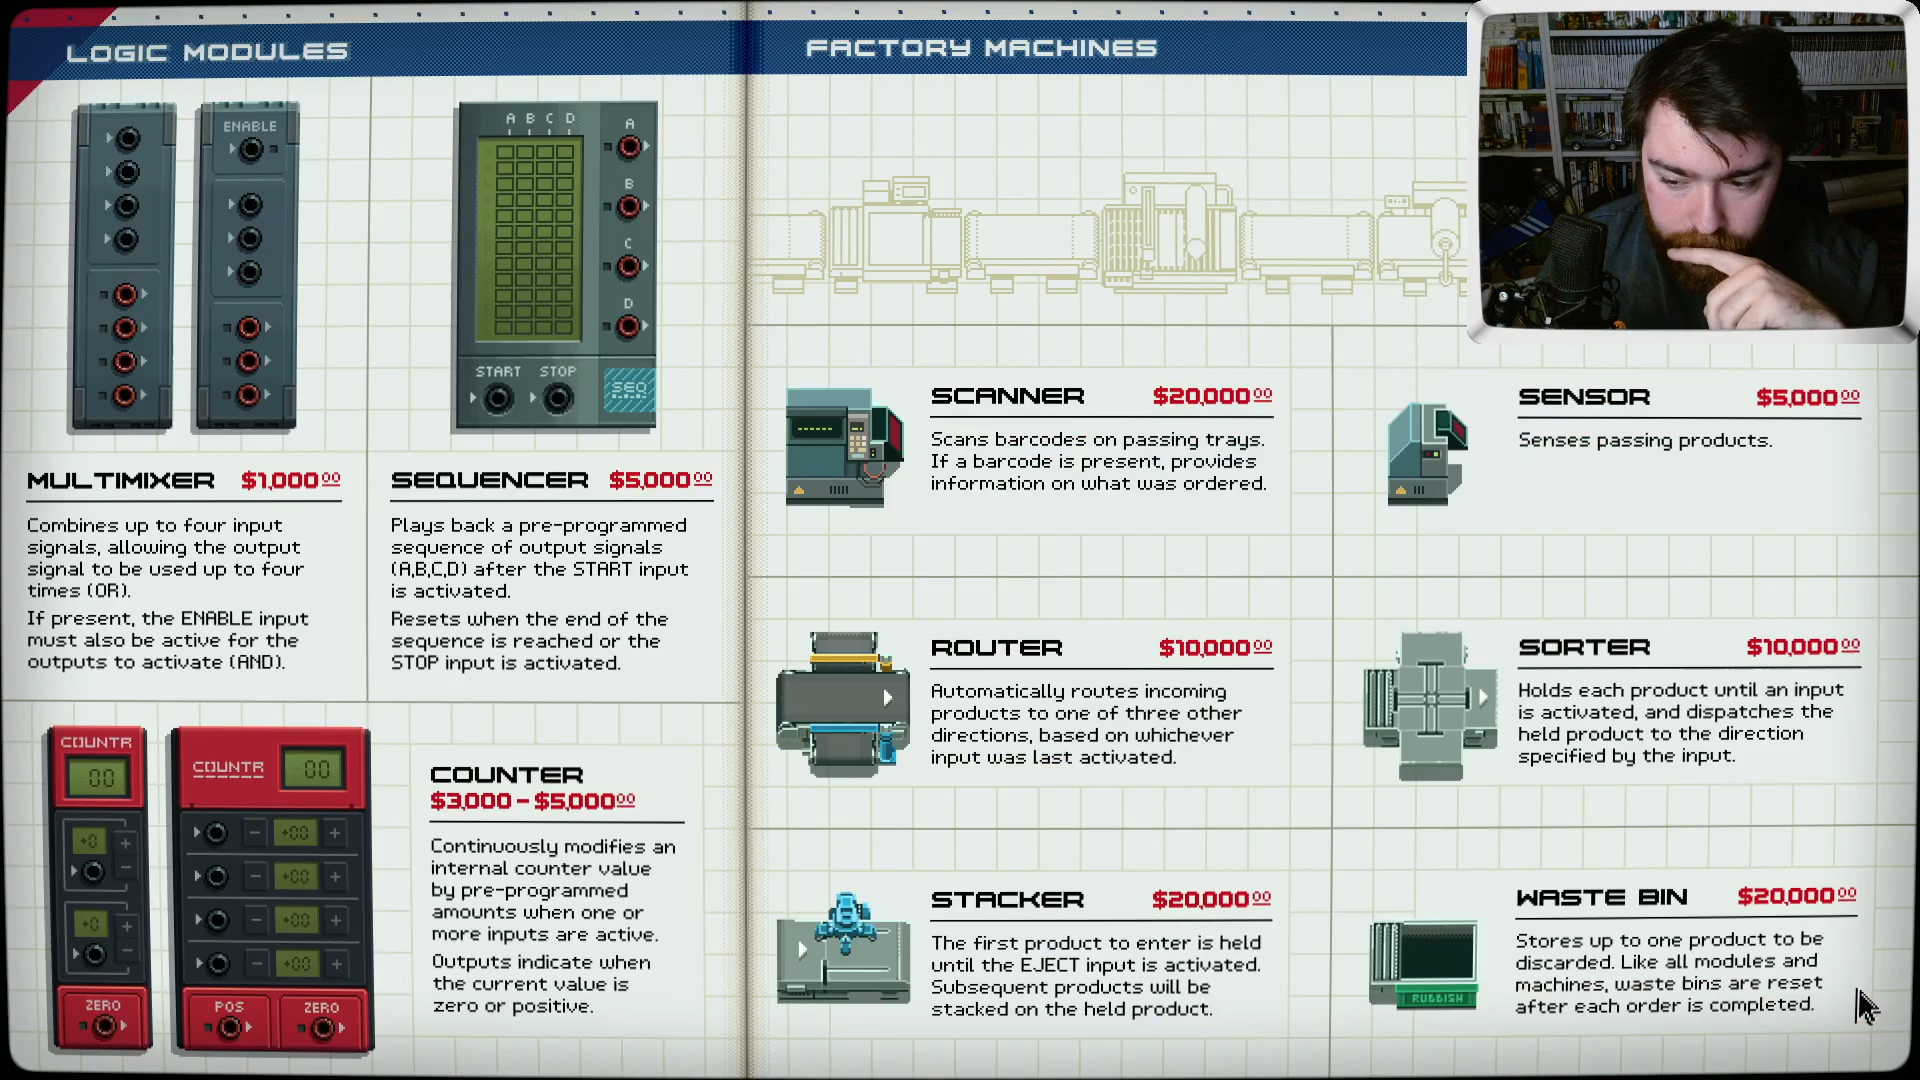 LOGIC MODULES
ENABLE
A B C D
A
B
C
D
START STOP
SEQ
MULTIMIXER $1,000 00
Combines up to four input
signals, allowing the output
signal to be used up to four
times (OR).
If present, the ENABLE input
must also be active for the
outputs to activate (AND).
SEQUENCER $5,000 00
Plays back a pre-programmed
sequence of output signals
(A,B,C,D) after the START input
is activated.
Resets when the end of the
sequence is reached or the
STOP input is activated.
COUNTR
00
+0
+0
ZERO
COUNTR 00
+00
+00
+00
+00
POS ZERO
COUNTER
$3,000 – $5,000 00
Continuously modifies an
internal counter value
by pre-programmed
amounts when one or
more inputs are active.
Outputs indicate when
the current value is
zero or positive.
FACTORY MACHINES
SCANNER $20,000 00
Scans barcodes on passing trays.
If a barcode is present, provides
information on what was ordered.
SENSOR $5,000 00
Senses passing products.
ROUTER $10,000 00
Automatically routes incoming
products to one of three other
directions, based on whichever
input was last activated.
SORTER $10,000 00
Holds each product until an input
is activated, and dispatches the
held product to the direction
specified by the input.
STACKER $20,000 00
The first product to enter is held
until the EJECT input is activated.
Subsequent products will be
stacked on the held product.
WASTE BIN $20,000 00
Stores up to one product to be
discarded. Like all modules and
machines, waste bins are reset
after each order is completed.
RUBBISH